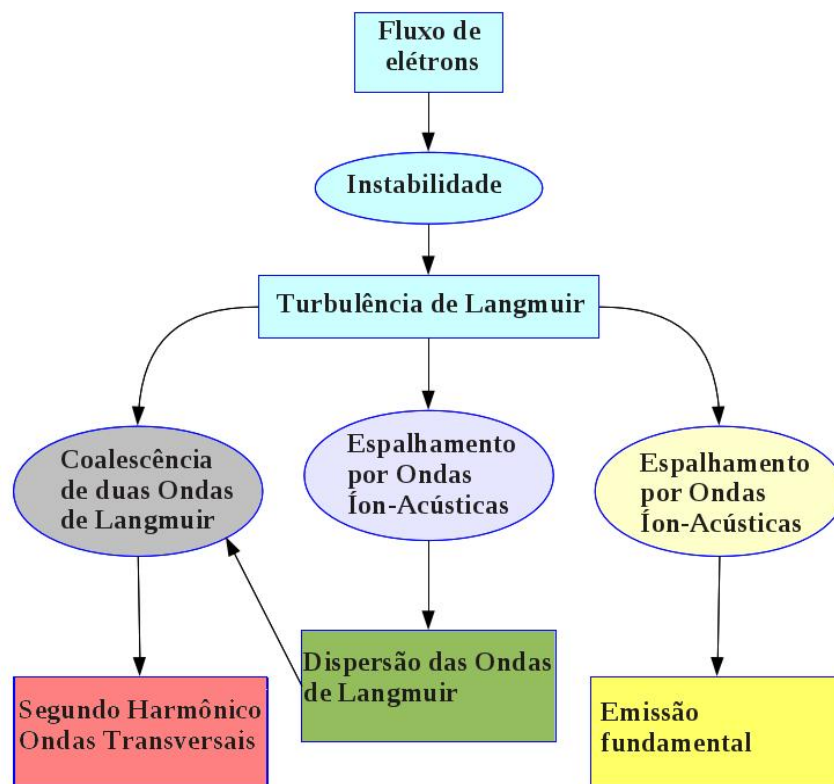 Fluxo de
elétrons
Instabilidade
Turbulência de Langmuir
Coalescência
de duas Ondas
de Langmuir
Espalhamento
por Ondas
Íon-Acústicas
Espalhamento
por Ondas
Íon-Acústicas
Segundo Harmônico
Ondas Transversais
Dispersão das Ondas
de Langmuir
Emissão
fundamental